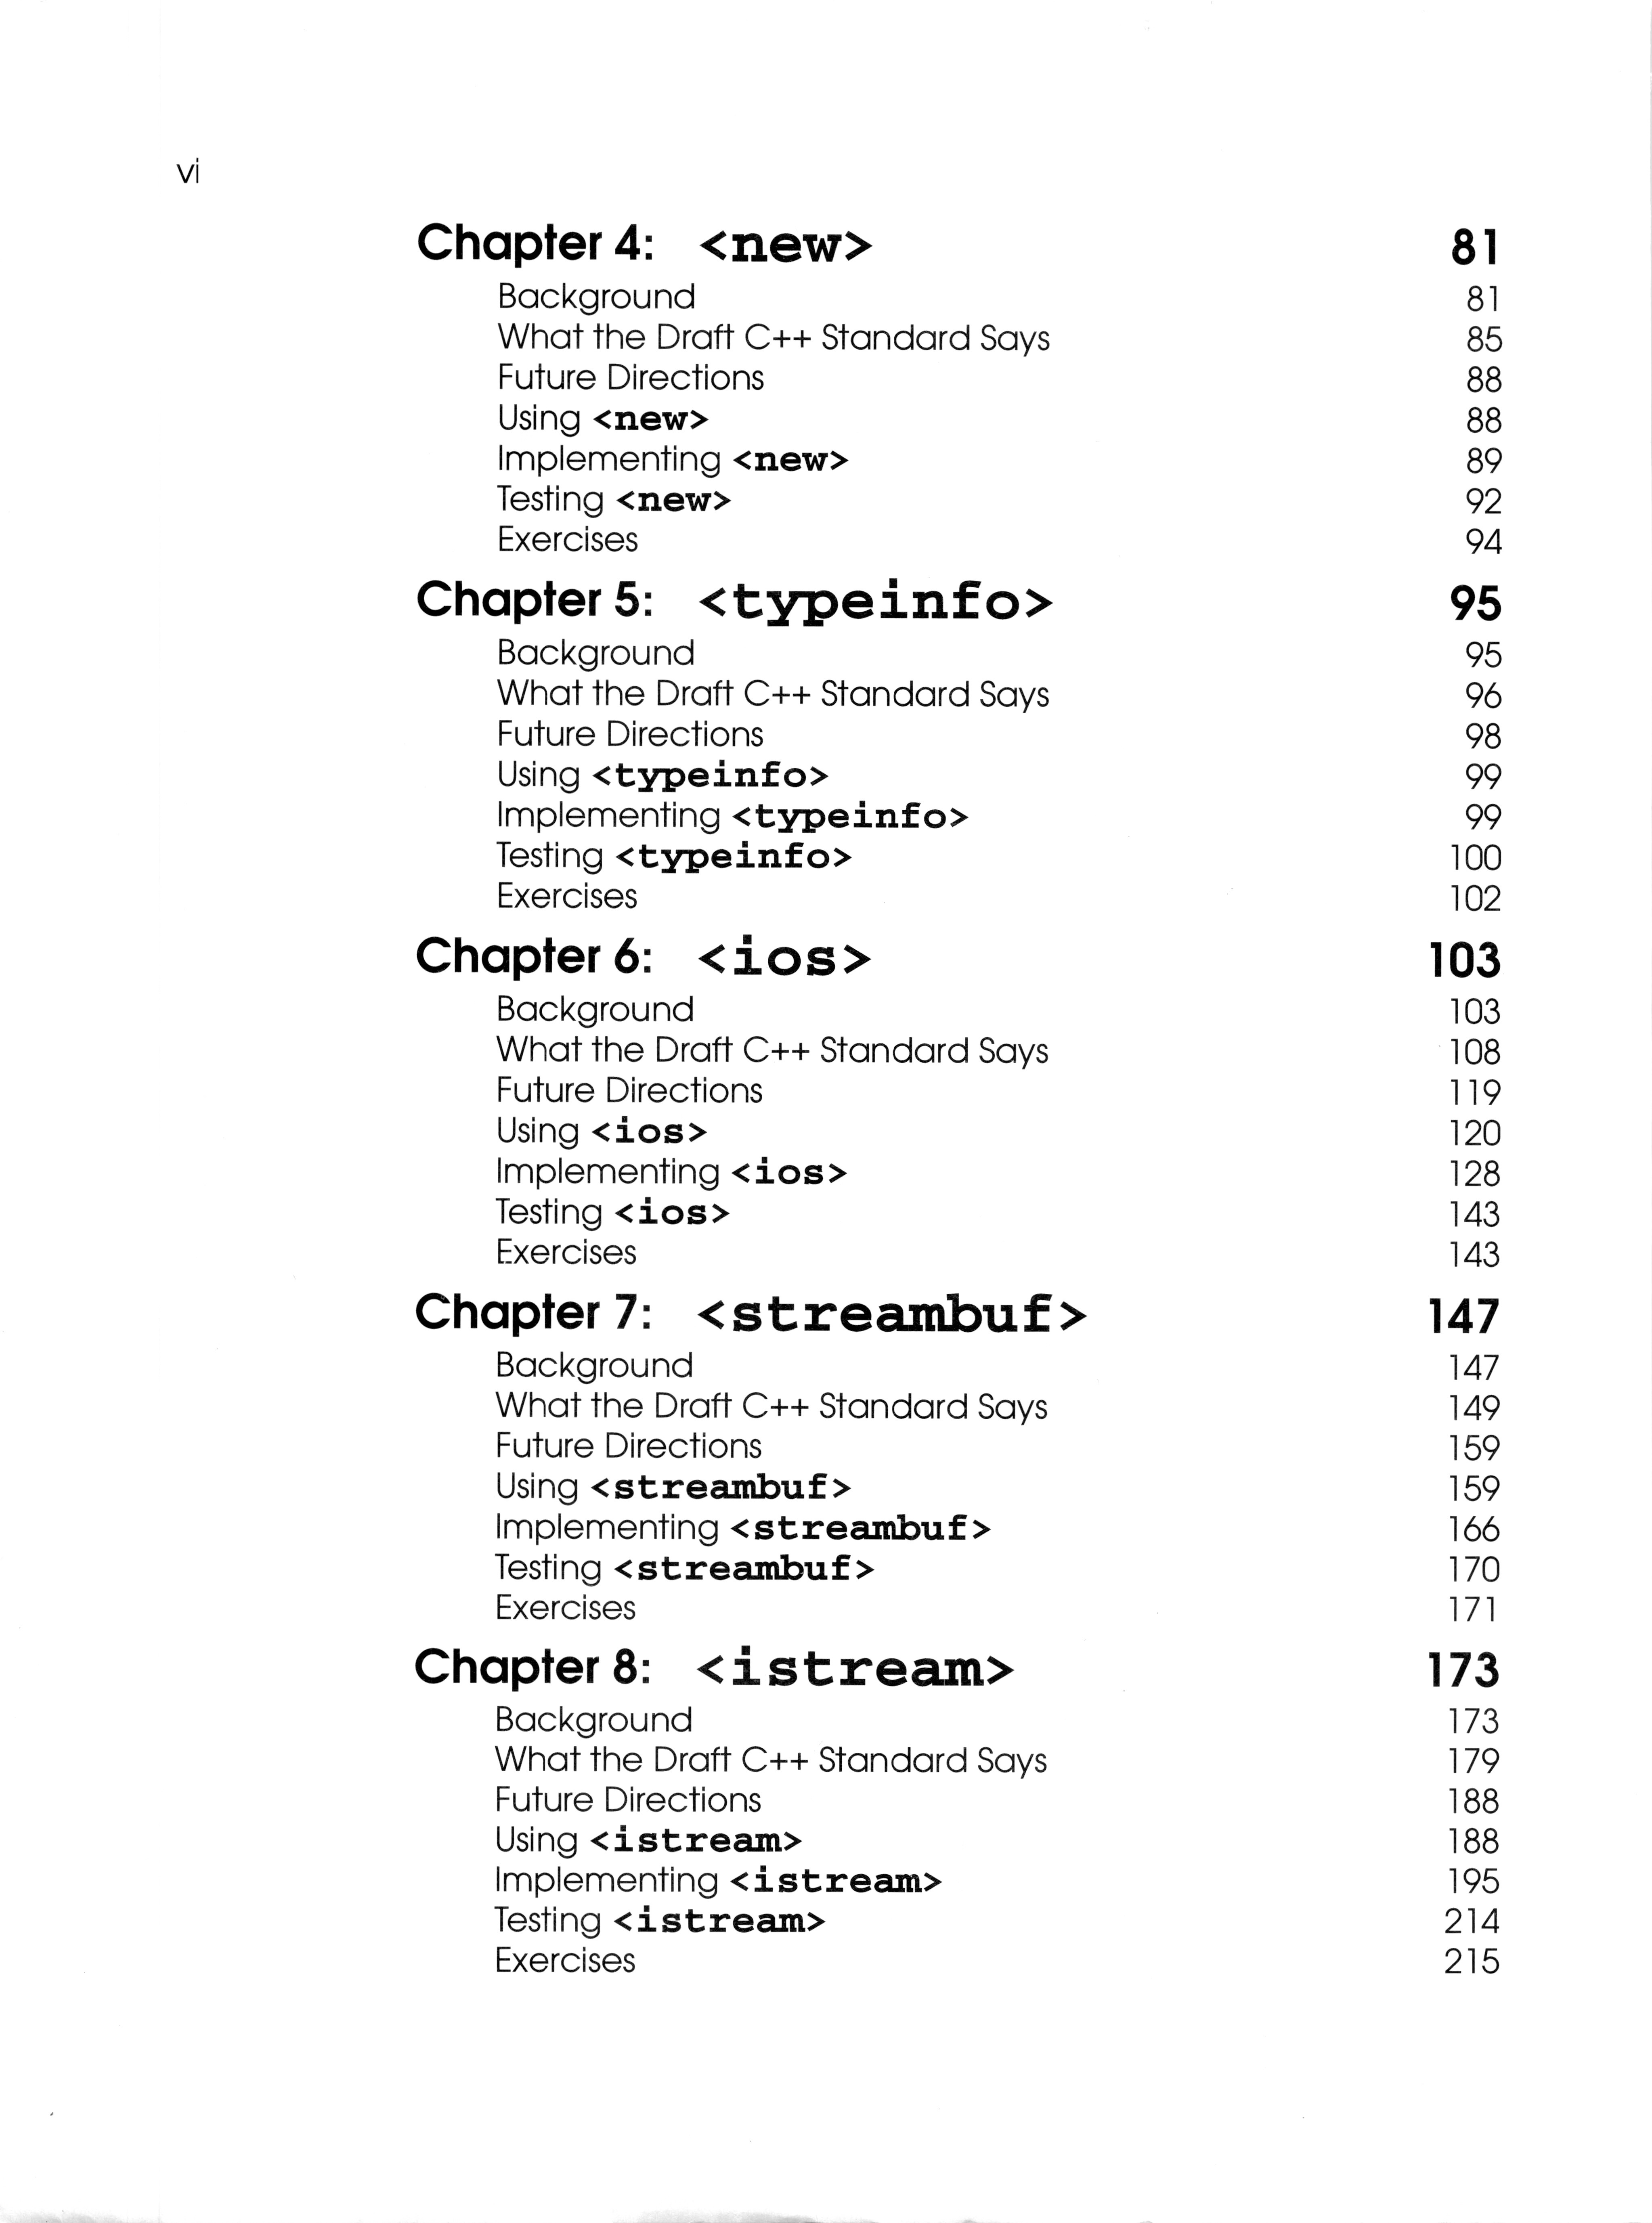 vi
Chapter 4: <new> 81
Background 81
What the Draft C++ Standard Says 85
Future Directions 88
Using <new> 88
Implementing <new> 89
Testing <new> 92
Exercises 94
Chapter 5: <typeinfo> 95
Background 95
What the Draft C++ Standard Says 96
Future Directions 98
Using <typeinfo> 99
Implementing <typeinfo> 99
Testing <typeinfo> 100
Exercises 102
Chapter 6: <ios> 103
Background 103
What the Draft C++ Standard Says 108
Future Directions 119
Using <ios> 120
Implementing <ios> 128
Testing <ios> 143
Exercises 143
Chapter 7: <streambuf> 147
Background 147
What the Draft C++ Standard Says 149
Future Directions 159
Using <streambuf> 159
Implementing <streambuf> 166
Testing <streambuf> 170
Exercises 171
Chapter 8: <istream> 173
Background 173
What the Draft C++ Standard Says 179
Future Directions 188
Using <istream> 188
Implementing <istream> 195
Testing <istream> 214
Exercises 215